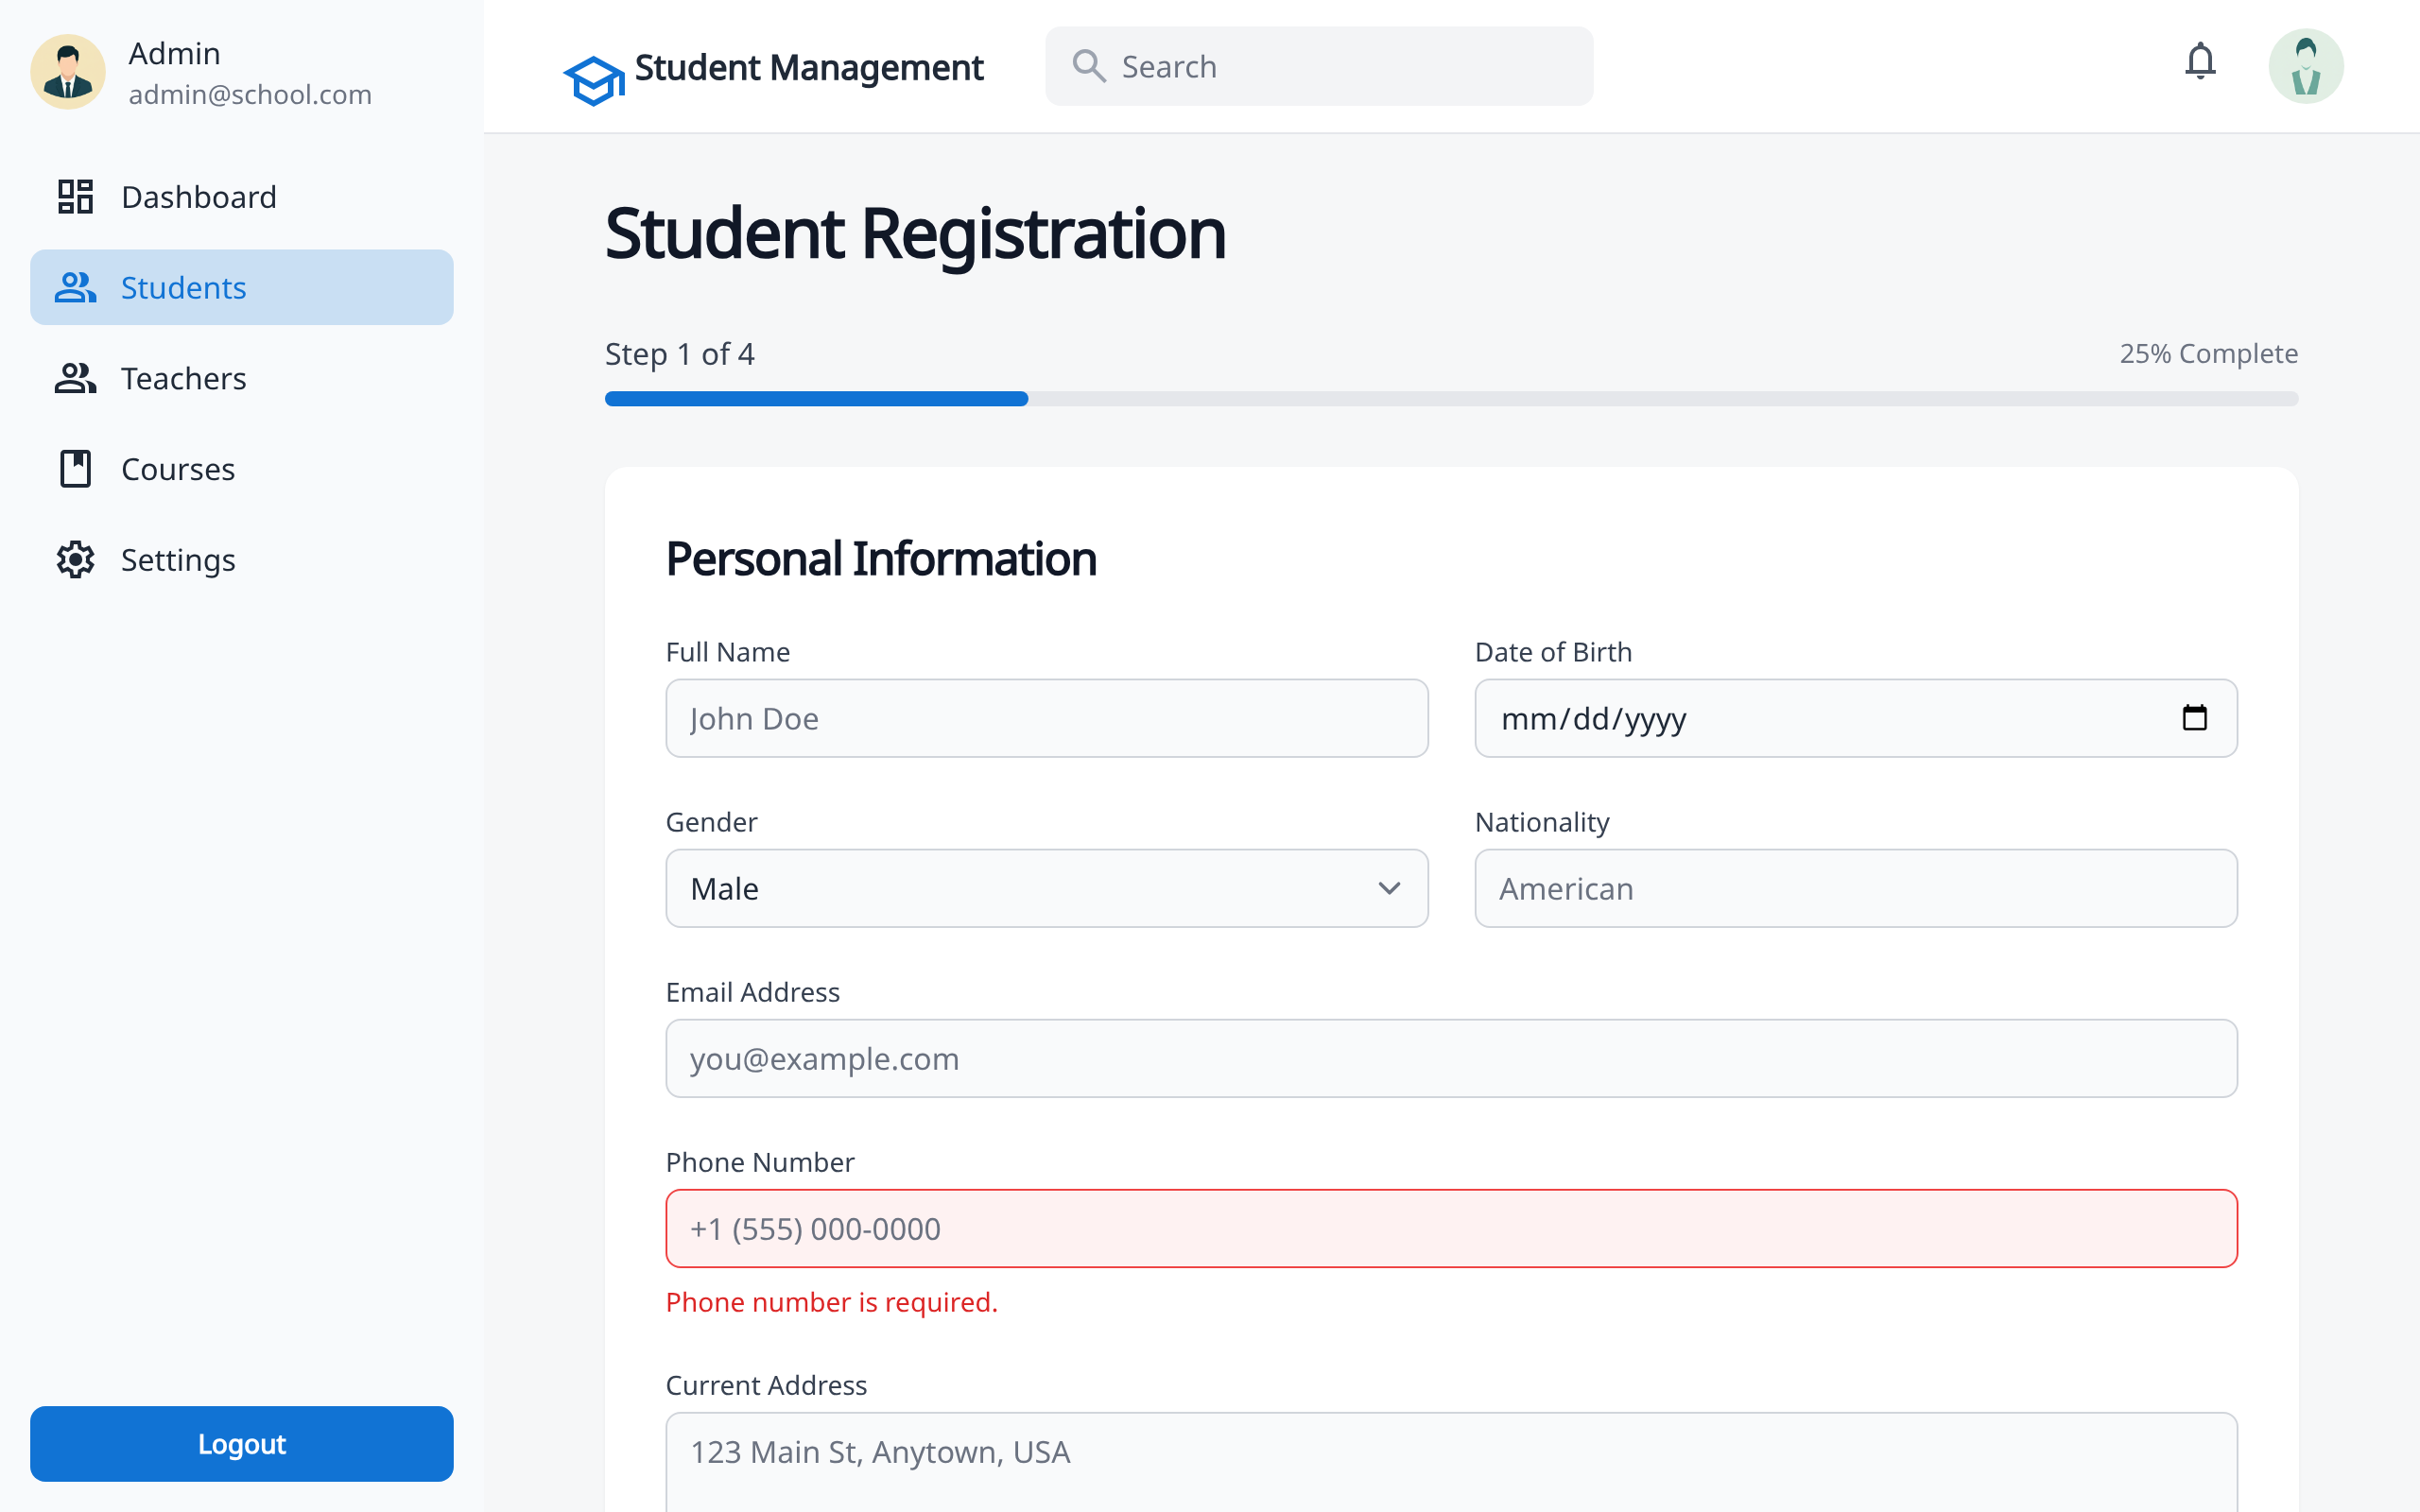 Admin
admin@school.com
Dashboard
Students
Teachers
Courses
Settings
Logout
Student Management
Search
Student Registration
Step 1 of 4
25% Complete
Personal Information
Full Name
John Doe
Date of Birth
mm/dd/yyyy
Gender
Male
Nationality
American
Email Address
you@example.com
Phone Number
+1 (555) 000-0000
Phone number is required.
Current Address
123 Main St, Anytown, USA